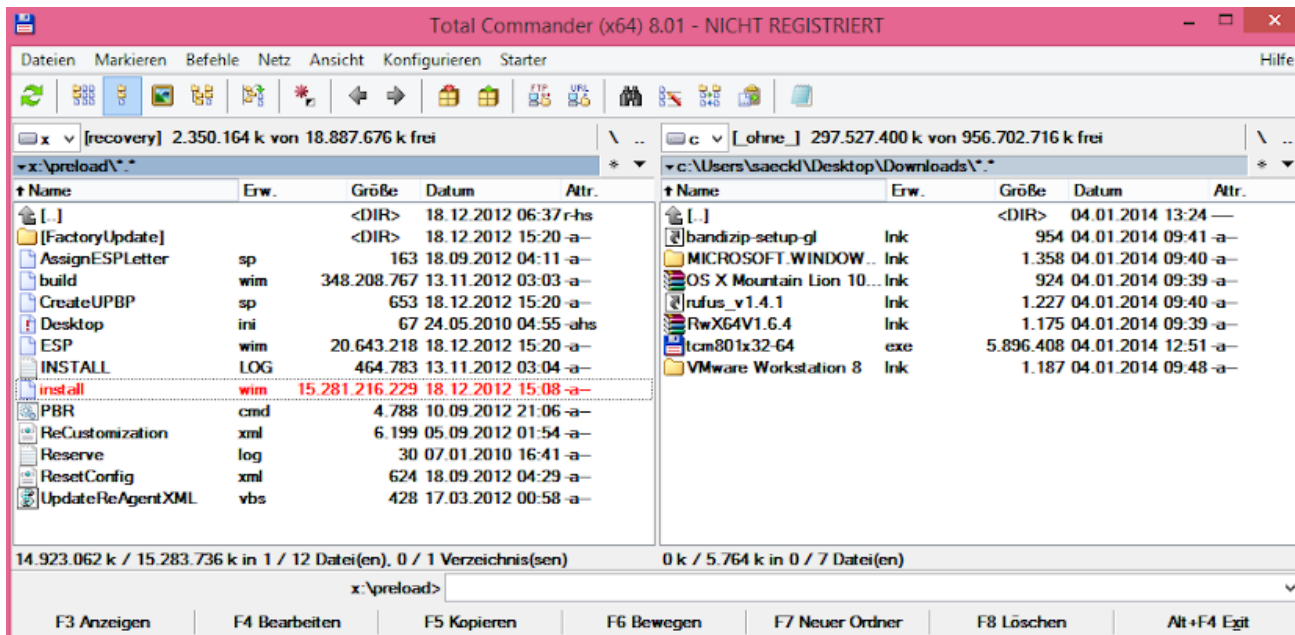 Total Commander (x64) 8.01 - NICHT REGISTRIERT
Dateien Markieren Befehle Netz Ansicht Konfigurieren Starter Hilfe
FTP URL
x [recovery] 2.350.164 k von 18.887.676 k frei \ ..
x:\preload\*.* * ▼
Name Erw. Größe Datum Attr.
[..] <DIR> 18.12.2012 06:37 r-hs
[FactoryUpdate] <DIR> 18.12.2012 15:20 -a--
AssignESPLetter sp 163 18.09.2012 04:11 -a--
build wim 348.208.767 13.11.2012 03:03 -a--
CreateUPBP sp 653 18.12.2012 15:20 -a--
Desktop ini 67 24.05.2010 04:55 -ahs
ESP wim 20.643.218 18.12.2012 15:20 -a--
INSTALL LOG 464.783 13.11.2012 03:04 -a--
install wim 15.281.216.229 18.12.2012 15:08 -a--
PBR cmd 4.788 10.09.2012 21:06 -a--
ReCustomization xml 6.199 05.09.2012 01:54 -a--
Reserve log 30 07.01.2010 16:41 -a--
ResetConfig xml 624 18.09.2012 04:29 -a--
UpdateReAgentXML vbs 428 17.03.2012 00:58 -a--
14.923.062 k / 15.283.736 k in 1 / 12 Datei(en), 0 / 1 Verzeichnis(sen)
c [_ohne_] 297.527.400 k von 956.702.716 k frei \ ..
c:\Users\saeckl\Desktop\Downloads\*.* * ▼
Name Erw. Größe Datum Attr.
[..] <DIR> 04.01.2014 13:24 ----
bandizip-setup-gl lnk 954 04.01.2014 09:41 -a--
MICROSOFT.WINDOW... lnk 1.358 04.01.2014 09:40 -a--
OS X Mountain Lion 10... lnk 924 04.01.2014 09:39 -a--
rufus_v1.4.1 lnk 1.227 04.01.2014 09:40 -a--
RwX64V1.6.4 lnk 1.175 04.01.2014 09:39 -a--
tcm801x32-64 exe 5.896.408 04.01.2014 12:51 -a--
VMware Workstation 8 lnk 1.187 04.01.2014 09:48 -a--
0 k / 5.764 k in 0 / 7 Datei(en)
x:\preload>
F3 Anzeigen F4 Bearbeiten F5 Kopieren F6 Bewegen F7 Neuer Ordner F8 Löschen Alt+F4 Exit